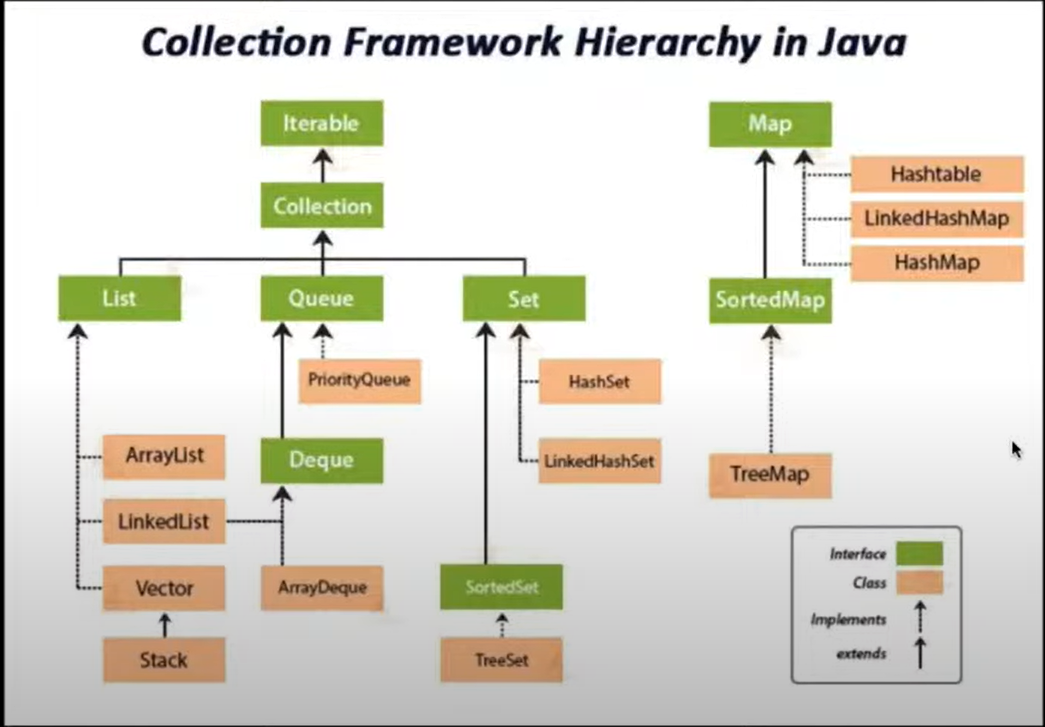 Collection Framework Hierarchy in Java
Iterable
Map
Hashtable
Collection
LinkedHashMap
HashMap
List
Queue
Set
SortedMap
PriorityQueue
HashSet
ArrayList
Deque
LinkedHashSet
TreeMap
LinkedList
Interface
Vector
ArrayDeque
SortedSet
Class
Implements
Stack
TreeSet
extends